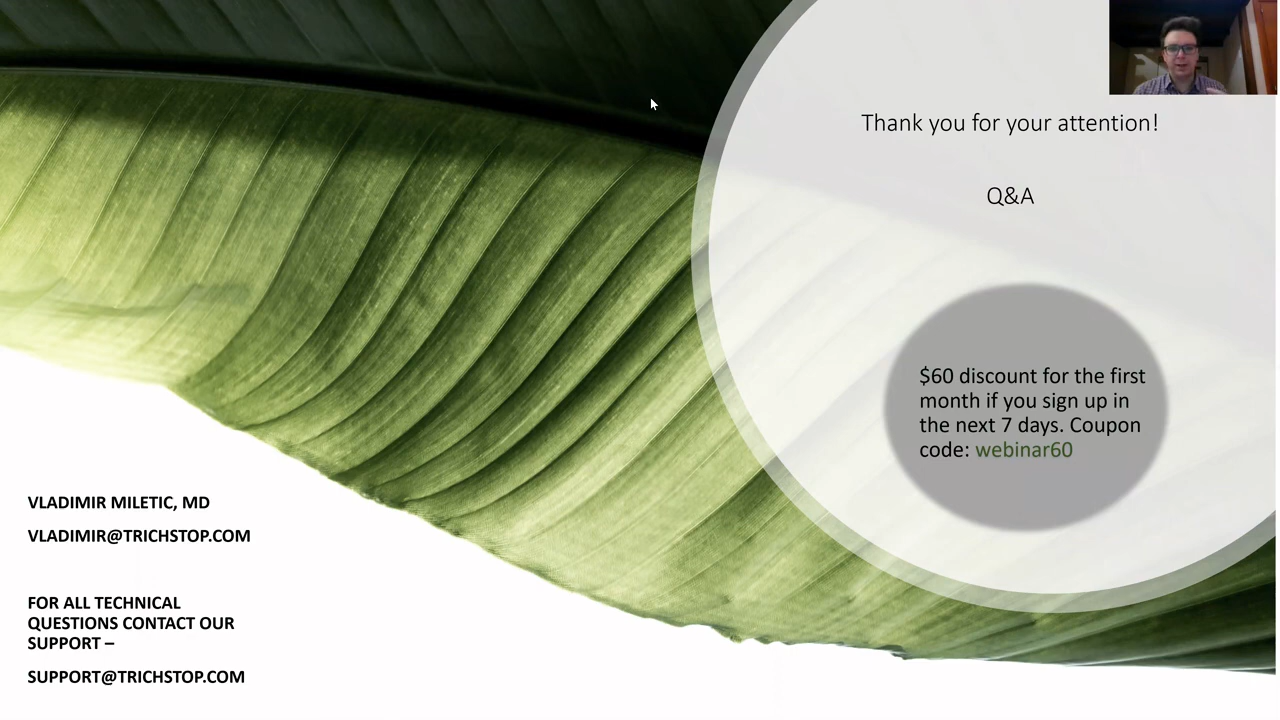 Thank you for your attention!
Q&A
$60 discount for the first
month if you sign up in
the next 7 days. Coupon
code: webinar60
VLADIMIR MILETIC, MD
VLADIMIR@TRICHSTOP.COM
FOR ALL TECHNICAL
QUESTIONS CONTACT OUR
SUPPORT –
SUPPORT@TRICHSTOP.COM